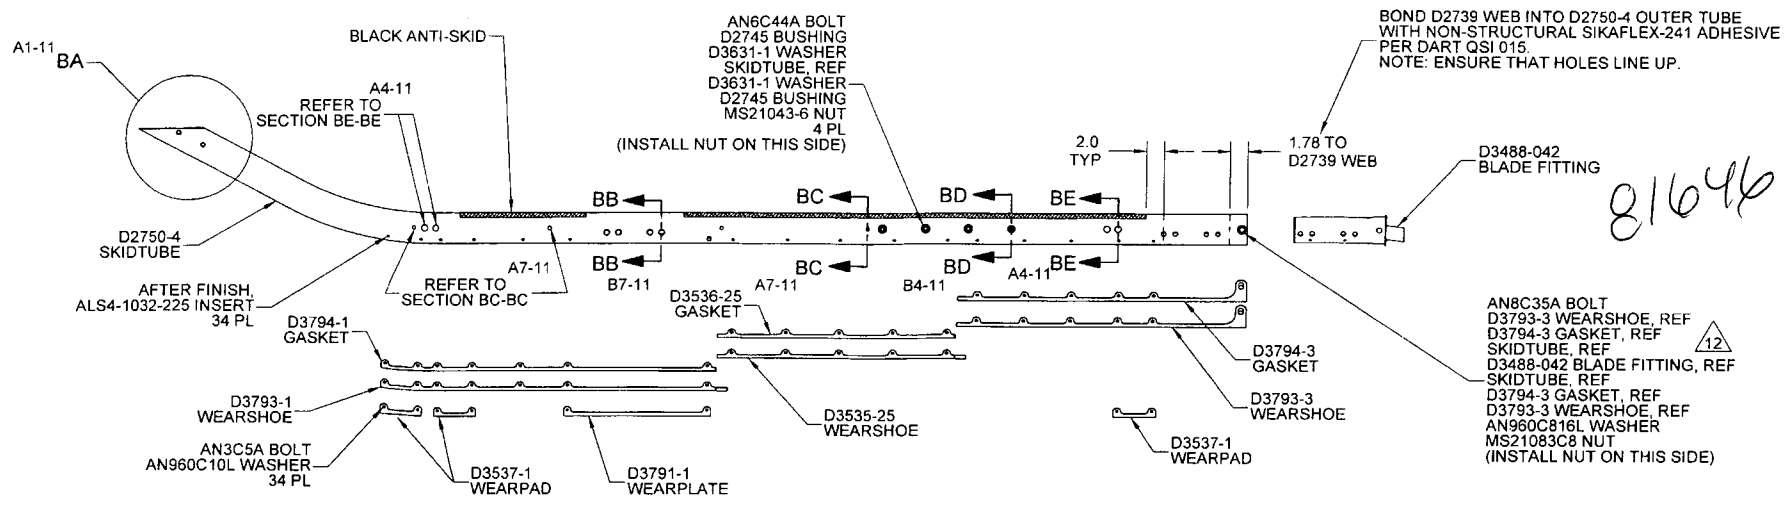 A1-11
BA
BLACK ANTI-SKID
A4-11
REFER TO
SECTION BE-BE
AN6C44A BOLT
D2745 BUSHING
D3631-1 WASHER
SKIDTUBE, REF
D3631-1 WASHER
D2745 BUSHING
MS21043-6 NUT
4 PL
(INSTALL NUT ON THIS SIDE)
BOND D2739 WEB INTO D2750-4 OUTER TUBE
WITH NON-STRUCTURAL SIKAFLEX-241 ADHESIVE
PER DART QSI 015.
NOTE: ENSURE THAT HOLES LINE UP.
2.0
TYP
1.78 TO
D2739 WEB
D3488-042
BLADE FITTING
81646
BB
BC
BD
BE
D2750-4
SKIDTUBE
A7-11
REFER TO
SECTION BC-BC
BB
B7-11
BC
A7-11
BD
B4-11
A4-11
BE
AFTER FINISH,
ALS4-1032-225 INSERT
34 PL
D3794-1
GASKET
D3536-25
GASKET
D3794-3
GASKET
D3793-1
WEARSHOE
D3535-25
WEARSHOE
D3793-3
WEARSHOE
AN3C5A BOLT
AN960C10L WASHER
34 PL
D3537-1
WEARPAD
D3791-1
WEARPLATE
D3537-1
WEARPAD
AN8C35A BOLT
D3793-3 WEARSHOE, REF
D3794-3 GASKET, REF
SKIDTUBE, REF
12
D3488-042 BLADE FITTING, REF
SKIDTUBE, REF
D3794-3 GASKET, REF
D3793-3 WEARSHOE, REF
AN960C816L WASHER
MS21083C8 NUT
(INSTALL NUT ON THIS SIDE)